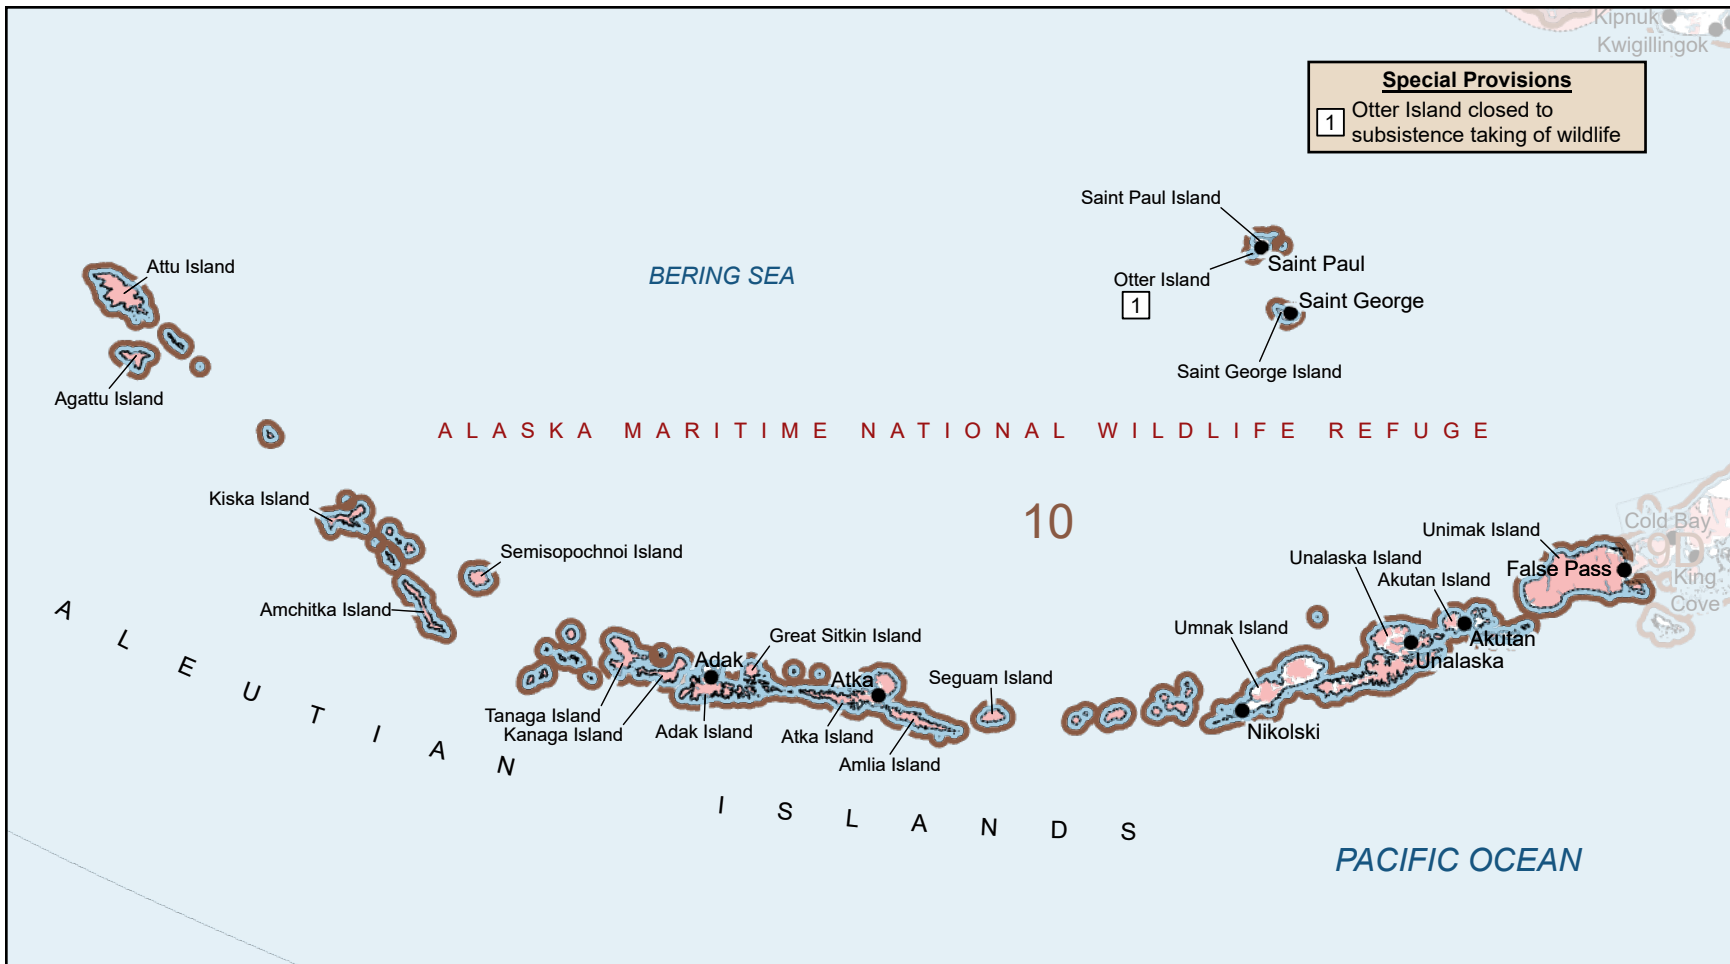 Kipnuk
Kwigillingok
Special Provisions
1 Otter Island closed to
subsistence taking of wildlife
Saint Paul Island
Saint Paul
Otter Island
1
Saint George
Saint George Island
BERING SEA
Attu Island
Agattu Island
ALASKA MARITIME NATIONAL WILDLIFE REFUGE
Kiska Island
10
Cold Bay
9D
King
Cove
Unimak Island
False Pass
Unalaska Island
Akutan Island
Semisopochnoi Island
Amchitka Island
Umnak Island
Akutan
Unalaska
Great Sitkin Island
Adak
Atka
Seguam Island
Tanaga Island
Kanaga Island
Adak Island
Atka Island
Amlia Island
Nikolski
ALEUTIAN ISLANDS
PACIFIC OCEAN